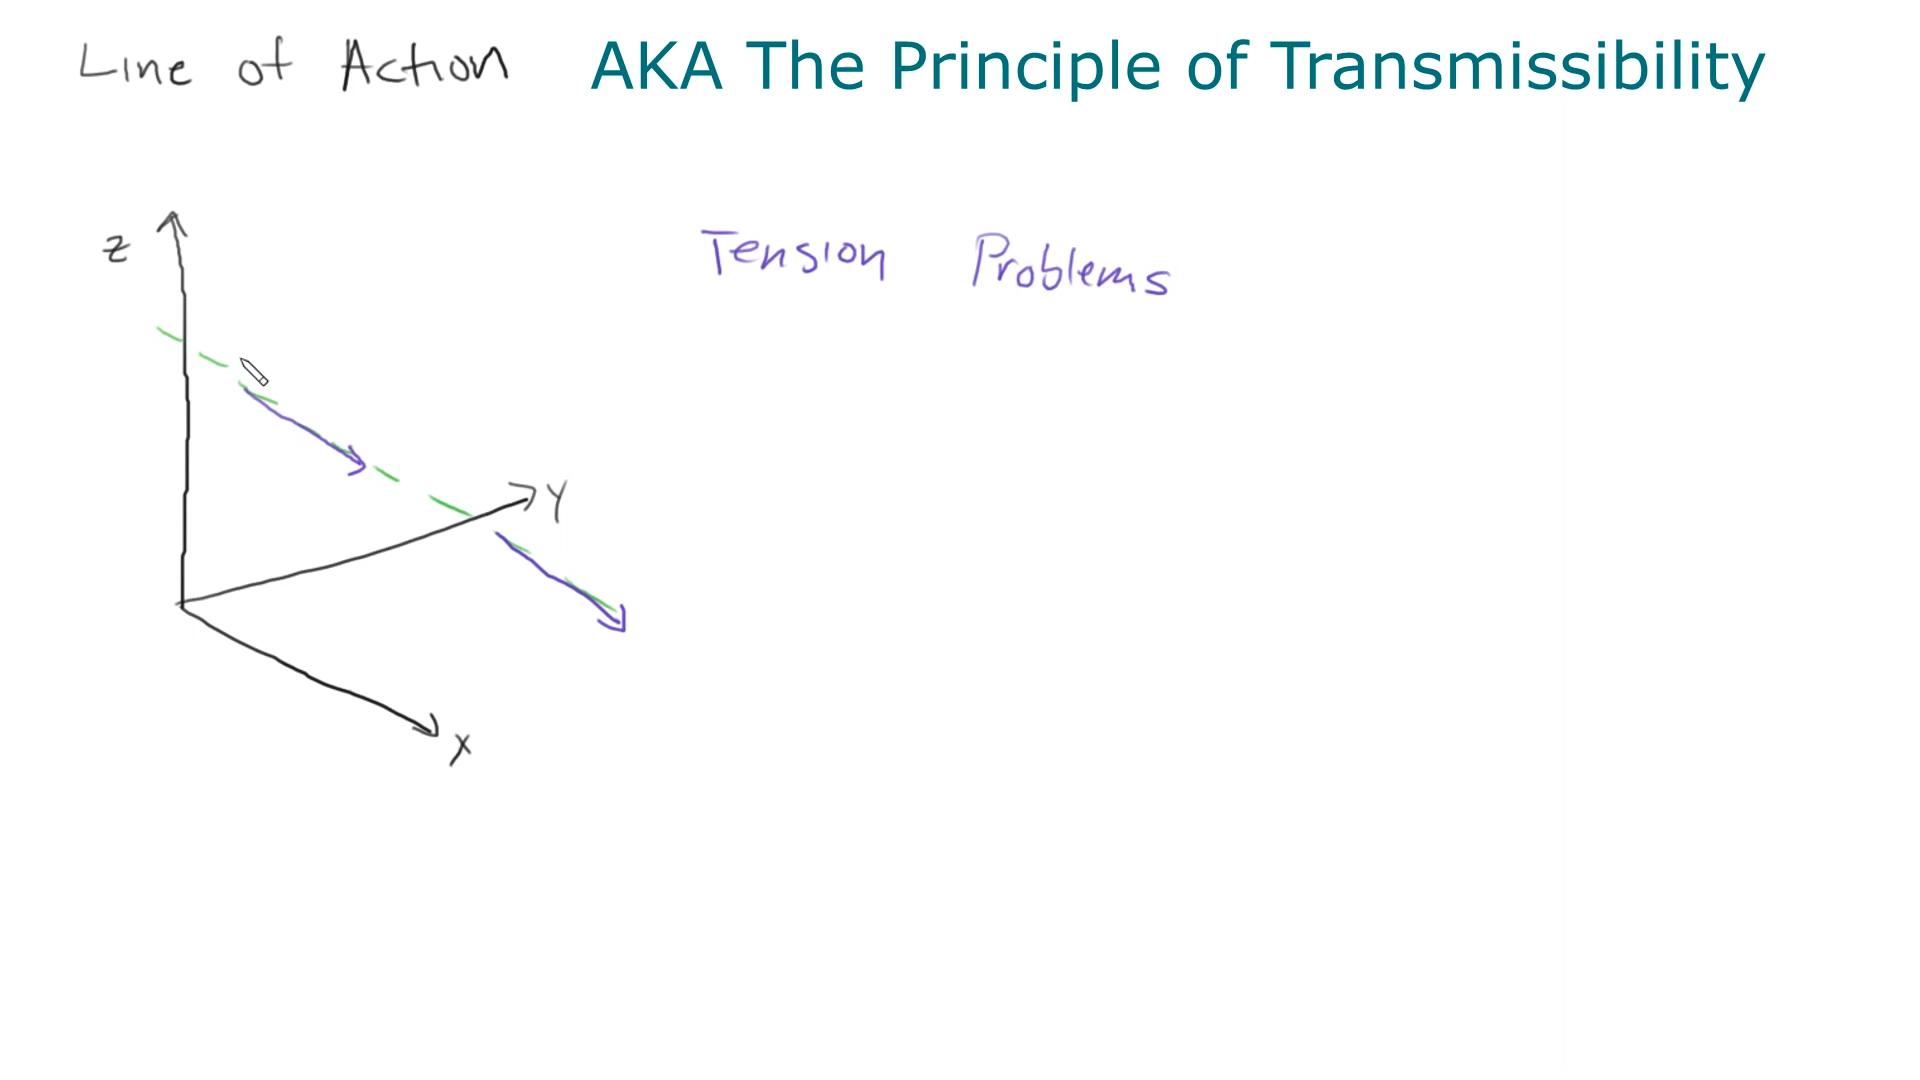 Line of Action AKA The Principle of Transmissibility
Z
Tension Problems
Y
X